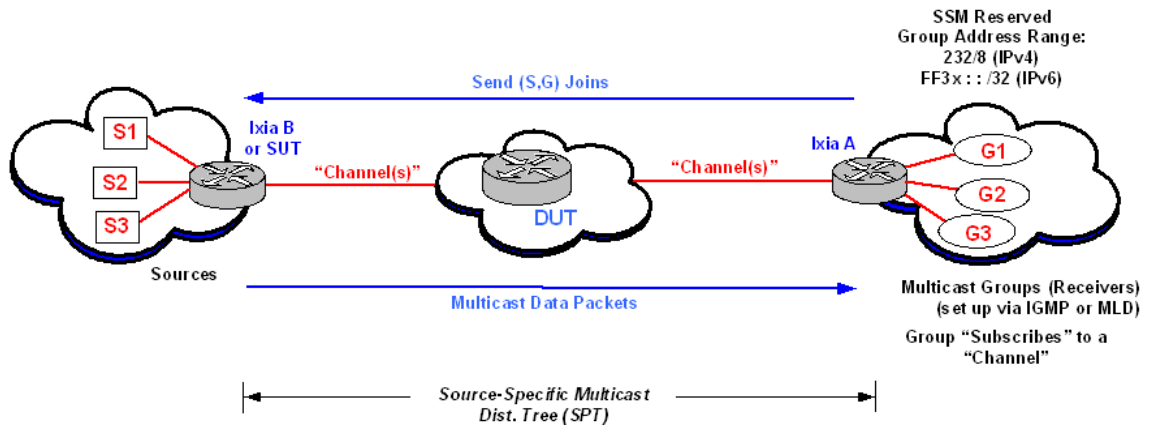 SSM Reserved
Group Address Range:
232/8 (IPv4)
FF3x : : /32 (IPv6)
Send (S,G) Joins
S1
S2
S3
Ixia B
or SUT
“Channel(s)”
DUT
“Channel(s)”
Ixia A
G1
G2
G3
Sources
Multicast Data Packets
Multicast Groups (Receivers)
(set up via IGMP or MLD)
Group “Subscribes” to a
“Channel”
Source-Specific Multicast
Dist. Tree (SPT)